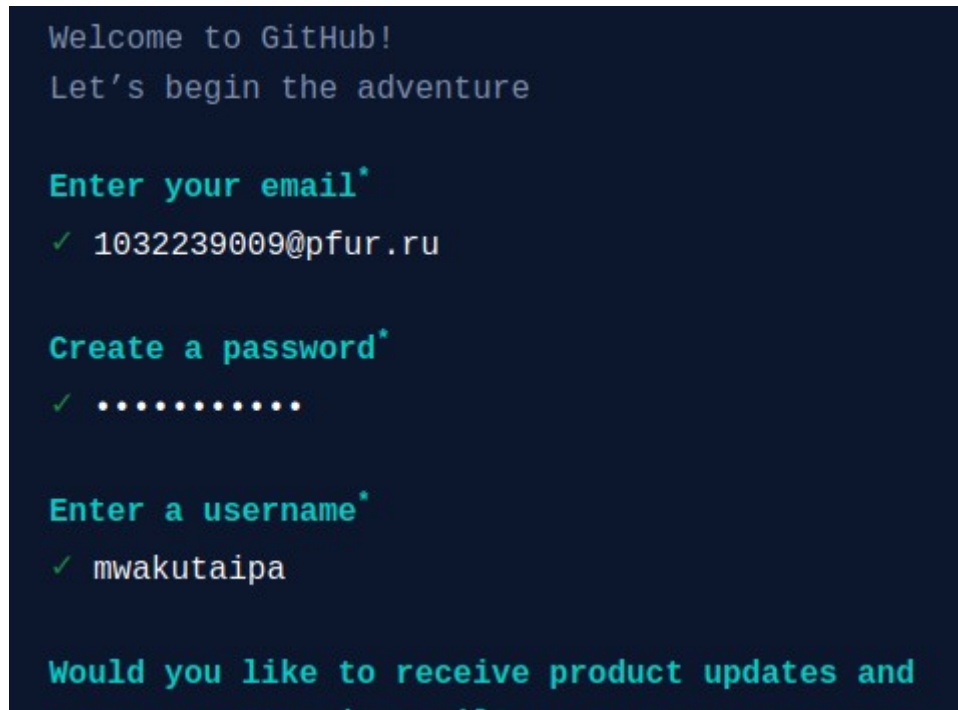 Welcome to GitHub!
Let’s begin the adventure
Enter your email*
✓ 1032239009@pfur.ru
Create a password*
✓ •••••••••••
Enter a username*
✓ mwakutaipa
Would you like to receive product updates and